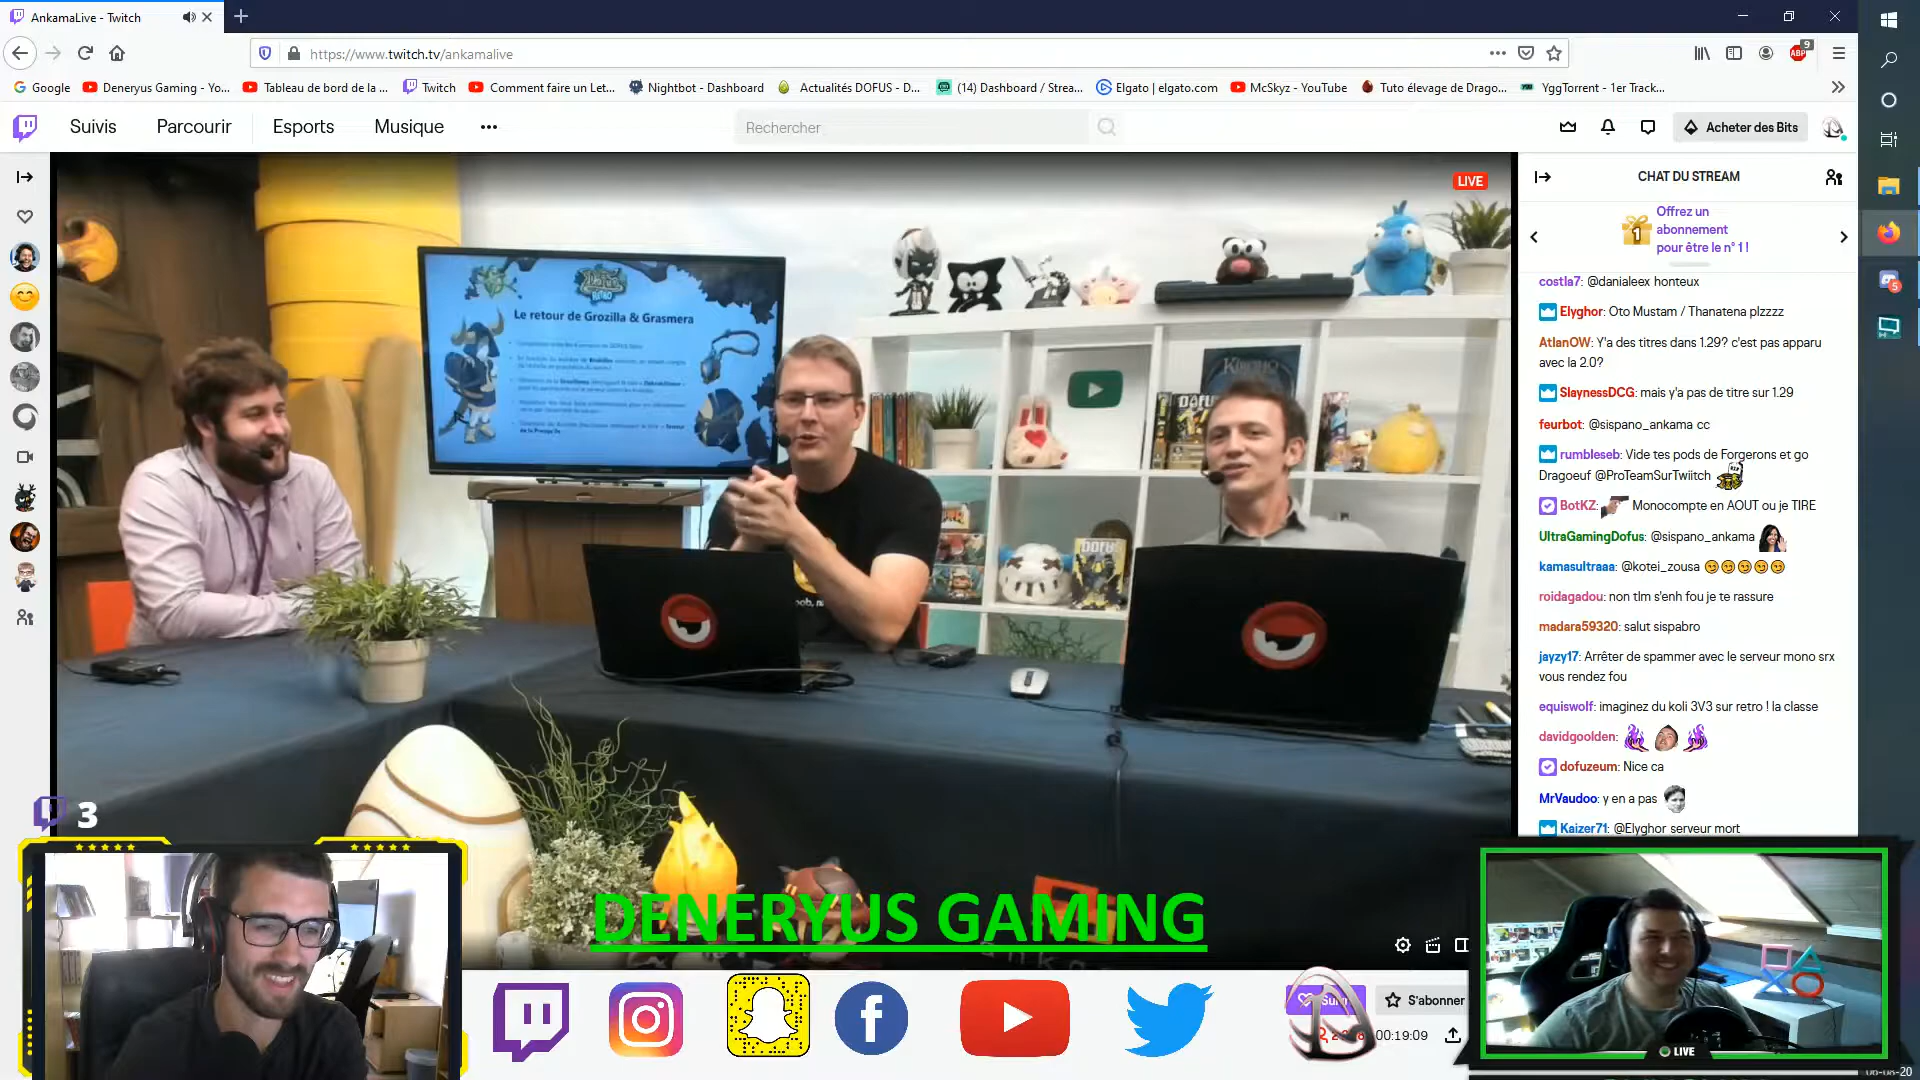 AnkamaLive - Twitch
https://www.twitch.tv/ankamalive
9
Google
Deneryus Gaming - Yo...
Tableau de bord de la ...
Twitch
Comment faire un Let...
Nightbot - Dashboard
Actualités DOFUS - D...
(14) Dashboard / Strea...
Elgato | elgato.com
McSkyz - YouTube
Tuto élevage de Drago...
YggTorrent - 1er Track...
Suivis
Parcourir
Esports
Musique
Rechercher
Acheter des Bits
LIVE
Le retour de Grozilla & Grasmera
CHAT DU STREAM
Offrez un
abonnement
pour être le n° 1 !
1
costla7: @danialeex honteux
Elyghor: Oto Mustam / Thanatena plzzzz
AtlanOW: Y'a des titres dans 1.29? c'est pas apparu
avec la 2.0?
SlaynessDCG: mais y'a pas de titre sur 1.29
feurbot: @sispano_ankama cc
rumbleseb: Vide tes pods de Forgerons et go
Dragoeuf @ProTeamSurTwiitch
BotKZ: Monocompte en AOUT ou je TIRE
UltraGamingDofus: @sispano_ankama
kamasultraaa: @kotei_zousa
roidagadou: non tlm s'enh fou je te rassure
madara59320: salut sispabro
jayzy17: Arrêter de spammer avec le serveur mono srx
vous rendez fou
equiswolf: imaginez du koli 3V3 sur retro ! la classe
davidgoolden:
dofuzeum: Nice ca
MrVaudoo: y en a pas
Kaizer71: @Elyghor serveur mort
5
3
DENERYUS GAMING
S'abonner
00:19:09
LIVE